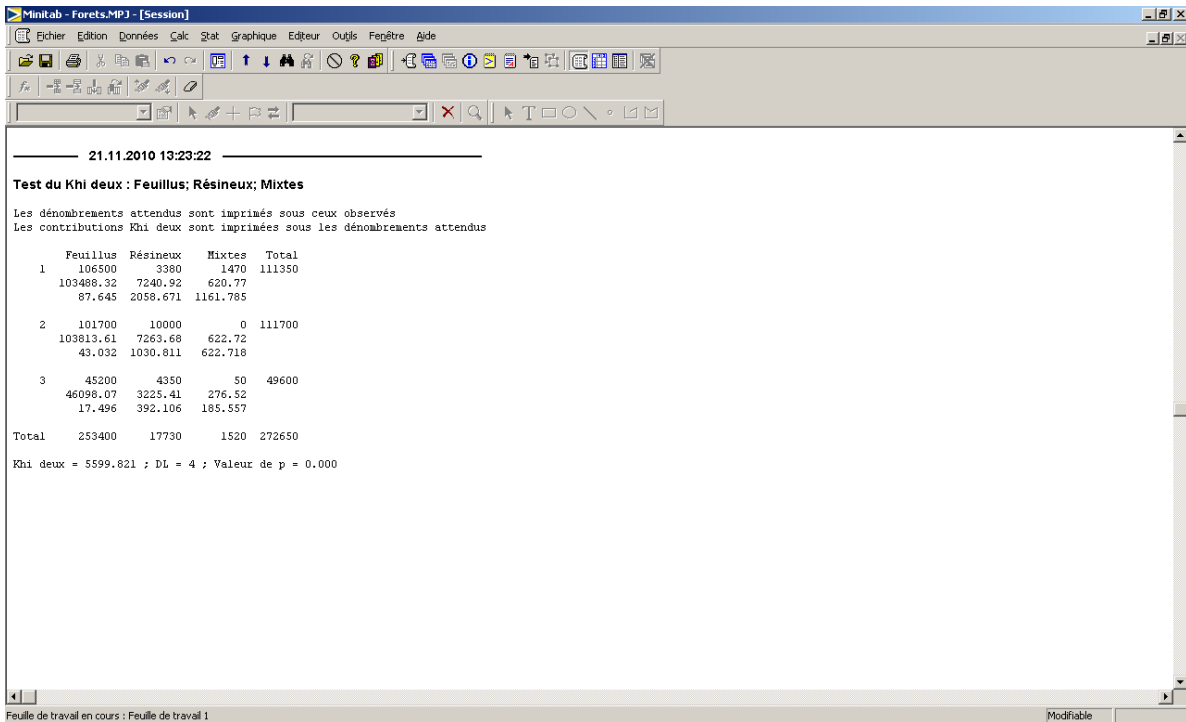 Minitab - Forets.MPJ - [Session]
Fichier Edition Données Calc Stat Graphique Editeur Outils Fenêtre Aide
21.11.2010 13:23:22
Test du Khi deux : Feuillus; Résineux; Mixtes
Les dénombrements attendus sont imprimés sous ceux observés
Les contributions Khi deux sont imprimées sous les dénombrements attendus
Feuillus Résineux Mixtes Total
1 106500 3380 1470 111350
103488.32 7240.92 620.77
87.645 2058.671 1161.785
2 101700 10000 0 111700
103813.61 7263.68 622.72
43.032 1030.811 622.718
3 45200 4350 50 49600
46098.07 3225.41 276.52
17.496 392.106 185.557
Total 253400 17730 1520 272650
Khi deux = 5599.821 ; DL = 4 ; Valeur de p = 0.000
Feuille de travail en cours : Feuille de travail 1
Modifiable